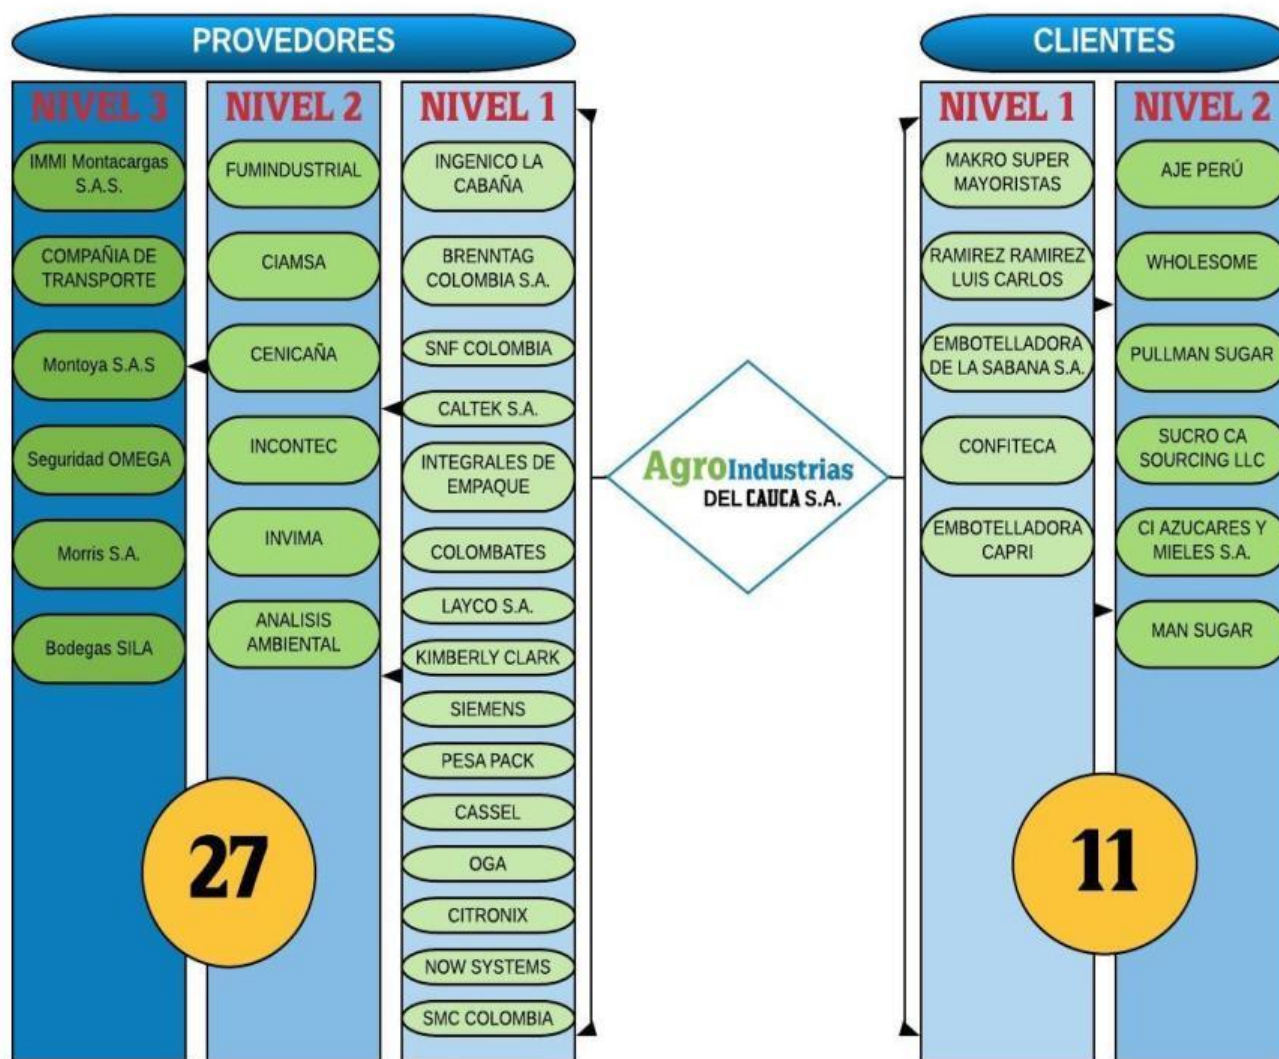 PROVEDORES
NIVEL 3
IMMI Montacargas
S.A.S.
COMPAÑIA DE
TRANSPORTE
Montoya S.A.S
Seguridad OMEGA
Morris S.A.
Bodegas SILA
NIVEL 2
FUMINDUSTRIAL
CIAMSA
CENICAÑA
INCONTEC
INVIMA
ANALISIS
AMBIENTAL
27
NIVEL 1
INGENICO LA
CABAÑA
BRENNTAG
COLOMBIA S.A.
SNF COLOMBIA
CALTEK S.A.
INTEGRALES DE
EMPAQUE
COLOMBATES
LAYCO S.A.
KIMBERLY CLARK
SIEMENS
PESA PACK
CASSEL
OGA
CITRONIX
NOW SYSTEMS
SMC COLOMBIA
AgroIndustrias
DEL CAUCA S.A.
CLIENTES
NIVEL 1
MAKRO SUPER
MAYORISTAS
RAMIREZ RAMIREZ
LUIS CARLOS
EMBOTELLADORA
DE LA SABANA S.A.
CONFITECA
EMBOTELLADORA
CAPRI
NIVEL 2
AJE PERÚ
WHOLESOME
PULLMAN SUGAR
SUCRO CA
SOURCING LLC
CI AZUCARES Y
MIELES S.A.
MAN SUGAR
11